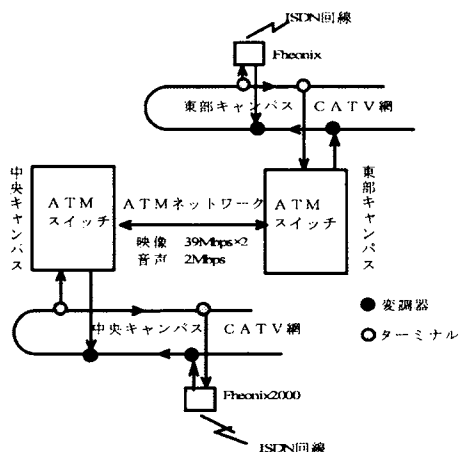 ISDN回線
Fheonix
東部キャンパス CATV網
中央キャンパス
ATM
スイッチ
ATMネットワーク
映像 39Mbps×2
音声 2Mbps
ATM
スイッチ
東部キャンパス
●変調器
○ターミナル
中央キャンパス CATV網
Fheonix2000
ISDN回線